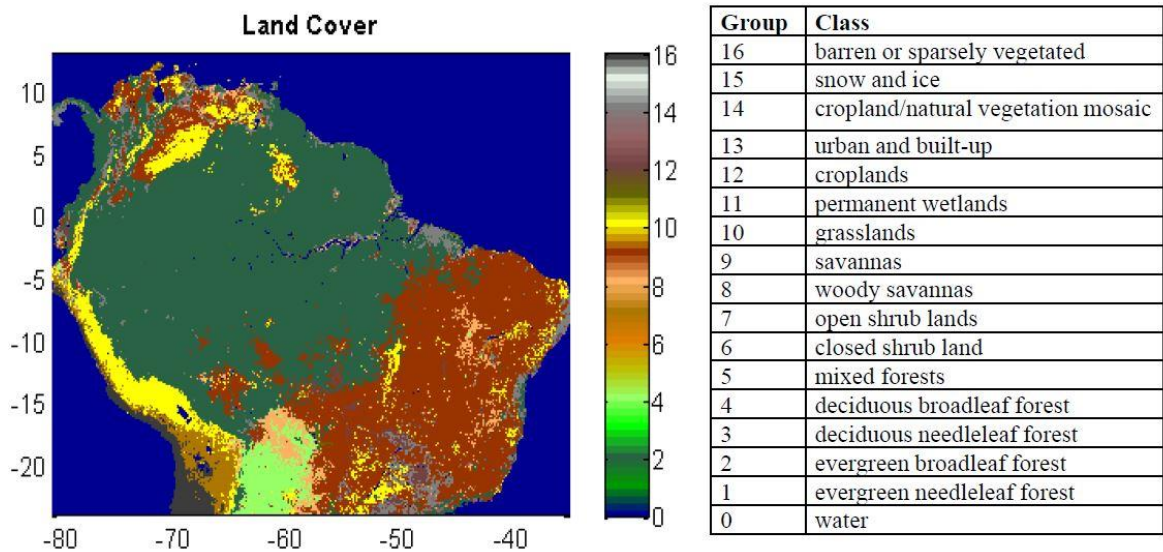 Land Cover
10
5
0
-5
-10
-15
-20
-80 -70 -60 -50 -40
16
14
12
10
8
6
4
2
0
Group Class
16 barren or sparsely vegetated
15 snow and ice
14 cropland/natural vegetation mosaic
13 urban and built-up
12 croplands
11 permanent wetlands
10 grasslands
9 savannas
8 woody savannas
7 open shrub lands
6 closed shrub land
5 mixed forests
4 deciduous broadleaf forest
3 deciduous needleleaf forest
2 evergreen broadleaf forest
1 evergreen needleleaf forest
0 water